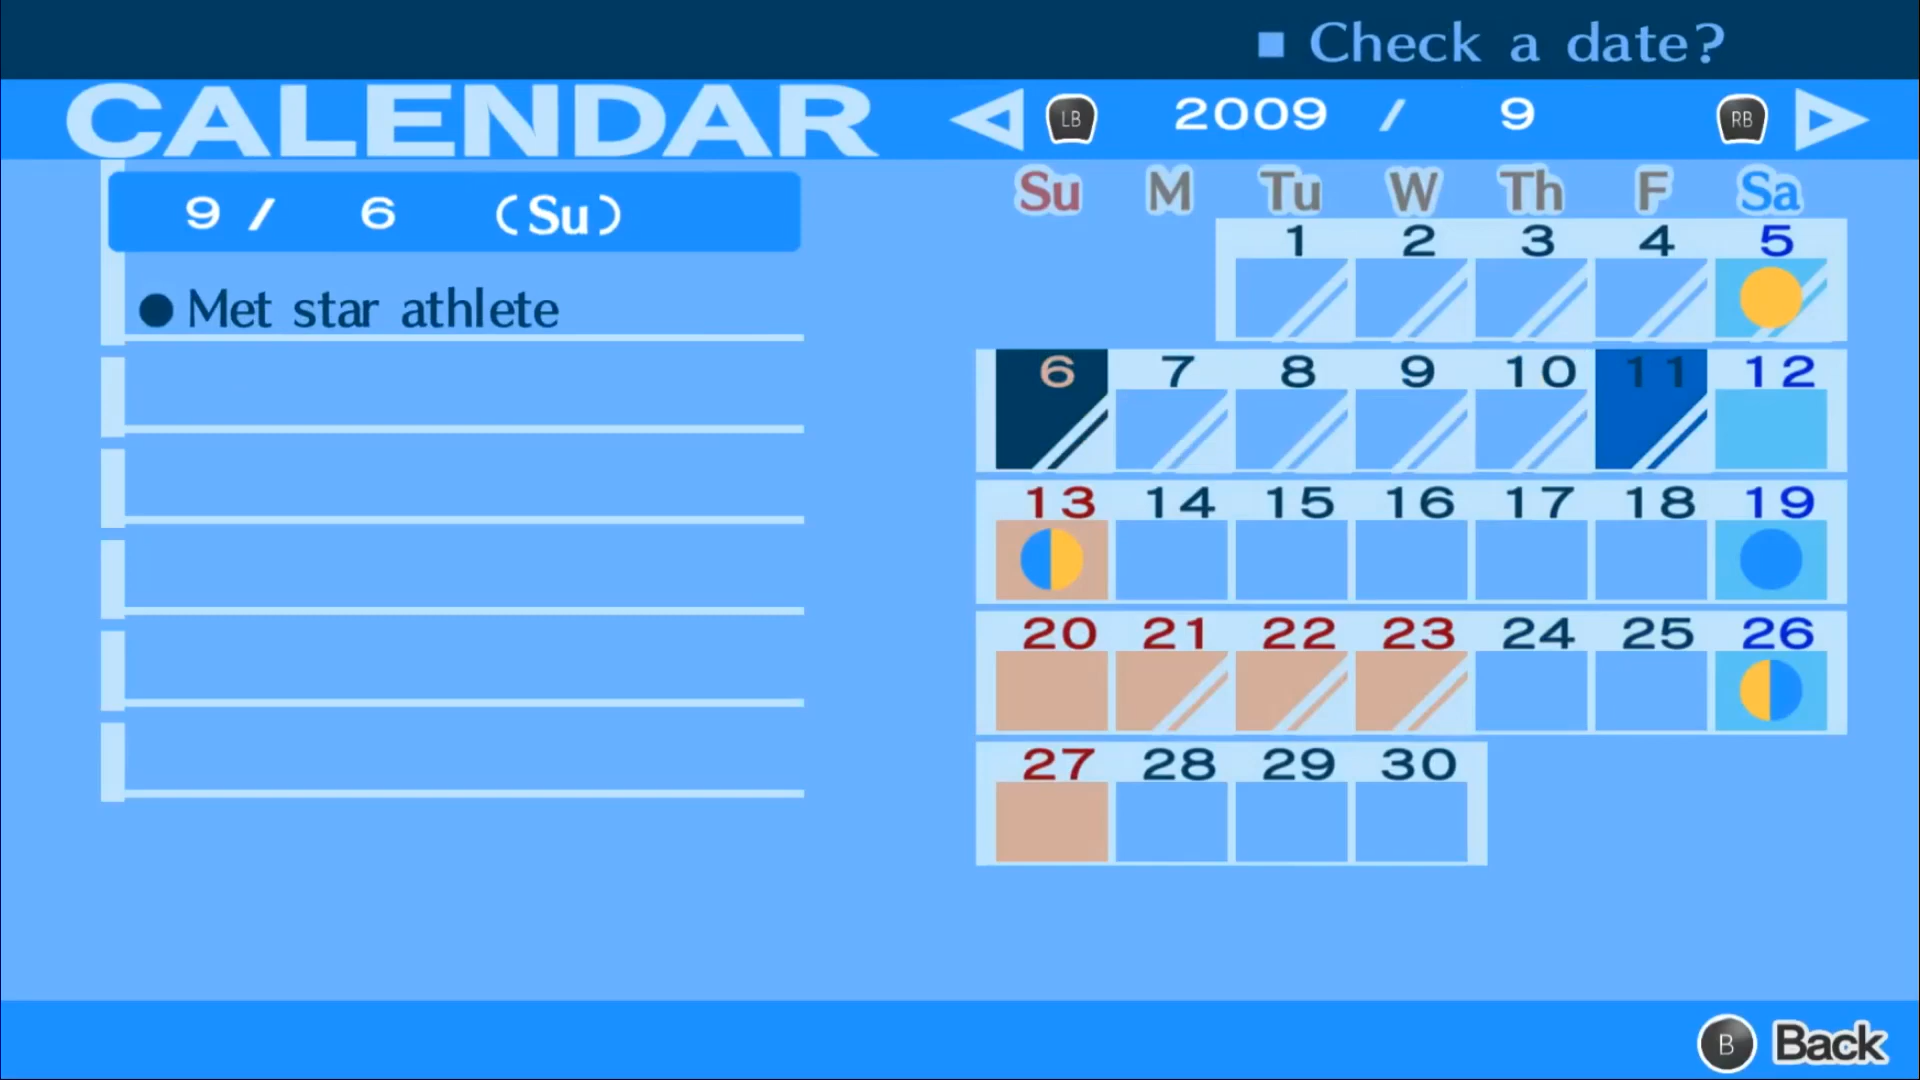 ■ Check a date?
CALENDAR
LB 2009 / 9 RB
9 / 6 (Su)
● Met star athlete
Su M Tu W Th F Sa
1 2 3 4 5
6 7 8 9 10 11 12
13 14 15 16 17 18 19
20 21 22 23 24 25 26
27 28 29 30
B Back